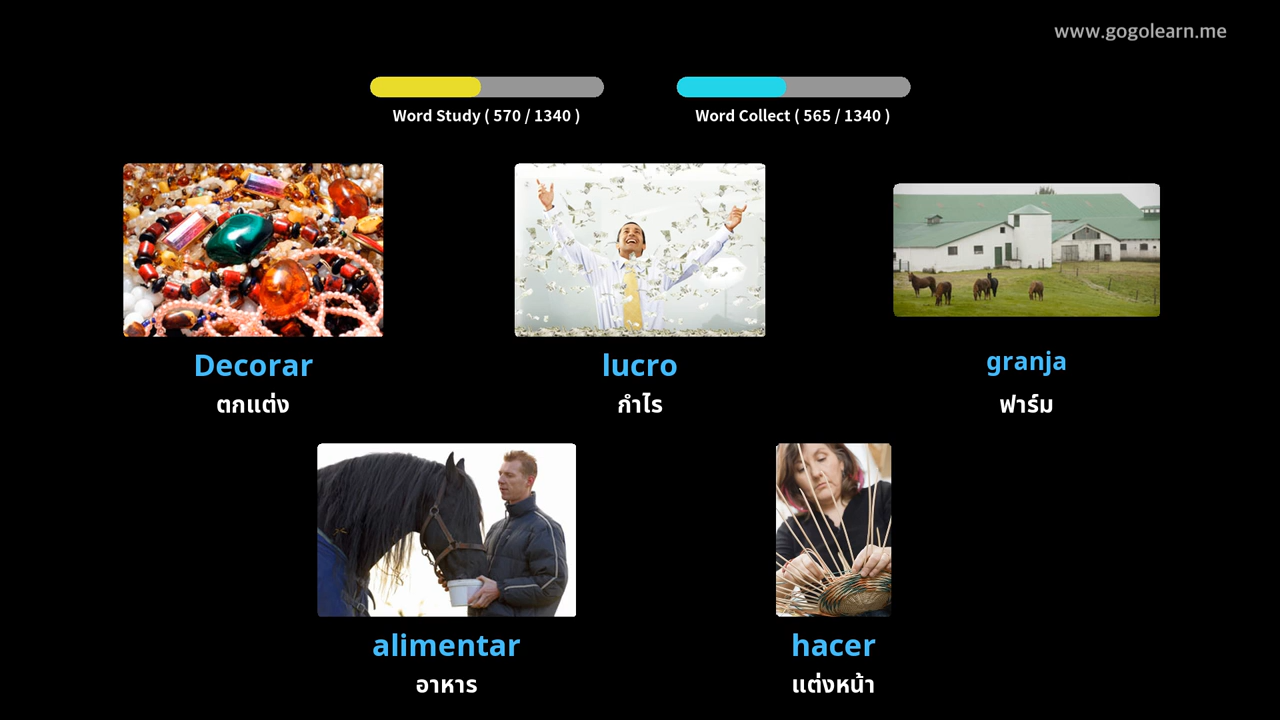 www.gogolearn.me
Word Study ( 570 / 1340 )
Word Collect ( 565 / 1340 )
Decorar
ตกแต่ง
lucro
กำไร
granja
ฟาร์ม
alimentar
อาหาร
hacer
แต่งหน้า